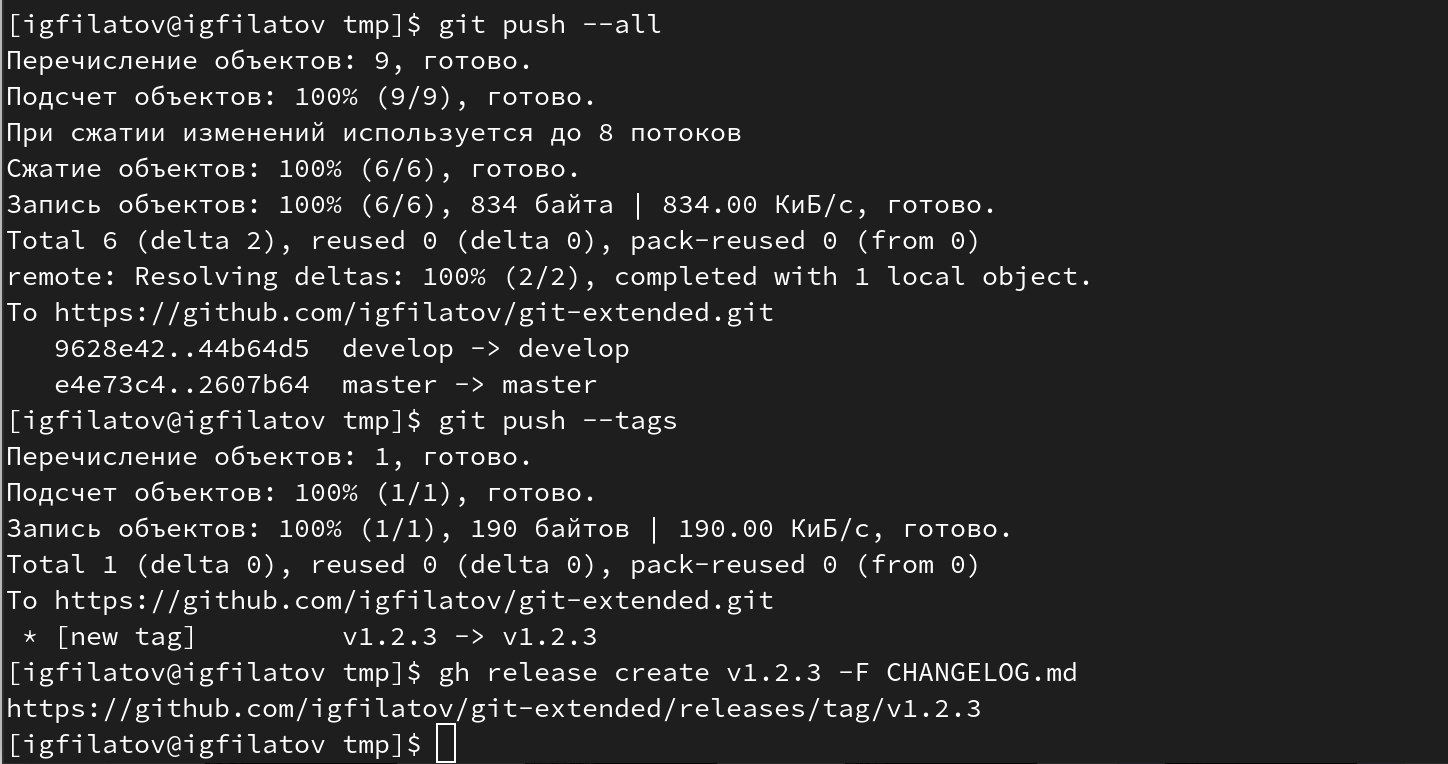 [igfilatov@igfilatov tmp]$ git push --all
Перечисление объектов: 9, готово.
Подсчет объектов: 100% (9/9), готово.
При сжатии изменений используется до 8 потоков
Сжатие объектов: 100% (6/6), готово.
Запись объектов: 100% (6/6), 834 байта | 834.00 КиБ/с, готово.
Total 6 (delta 2), reused 0 (delta 0), pack-reused 0 (from 0)
remote: Resolving deltas: 100% (2/2), completed with 1 local object.
To https://github.com/igfilatov/git-extended.git
   9628e42..44b64d5  develop -> develop
   e4e73c4..2607b64  master -> master
[igfilatov@igfilatov tmp]$ git push --tags
Перечисление объектов: 1, готово.
Подсчет объектов: 100% (1/1), готово.
Запись объектов: 100% (1/1), 190 байтов | 190.00 КиБ/с, готово.
Total 1 (delta 0), reused 0 (delta 0), pack-reused 0 (from 0)
To https://github.com/igfilatov/git-extended.git
 * [new tag]         v1.2.3 -> v1.2.3
[igfilatov@igfilatov tmp]$ gh release create v1.2.3 -F CHANGELOG.md
https://github.com/igfilatov/git-extended/releases/tag/v1.2.3
[igfilatov@igfilatov tmp]$